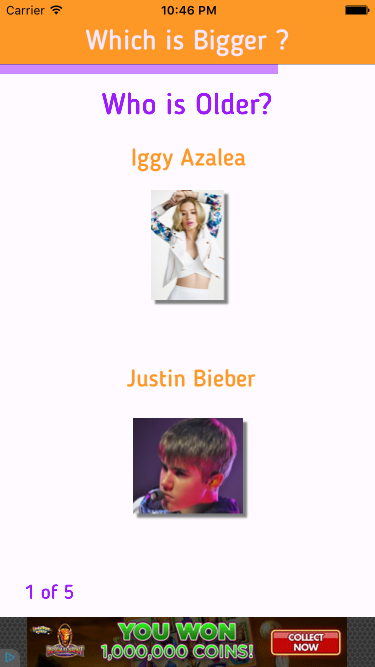 Carrier 10:46 PM
Which is Bigger ?
Who is Older?
Iggy Azalea
Justin Bieber
1 of 5
YOU WON
1,000,000 COINS!
COLLECT
NOW